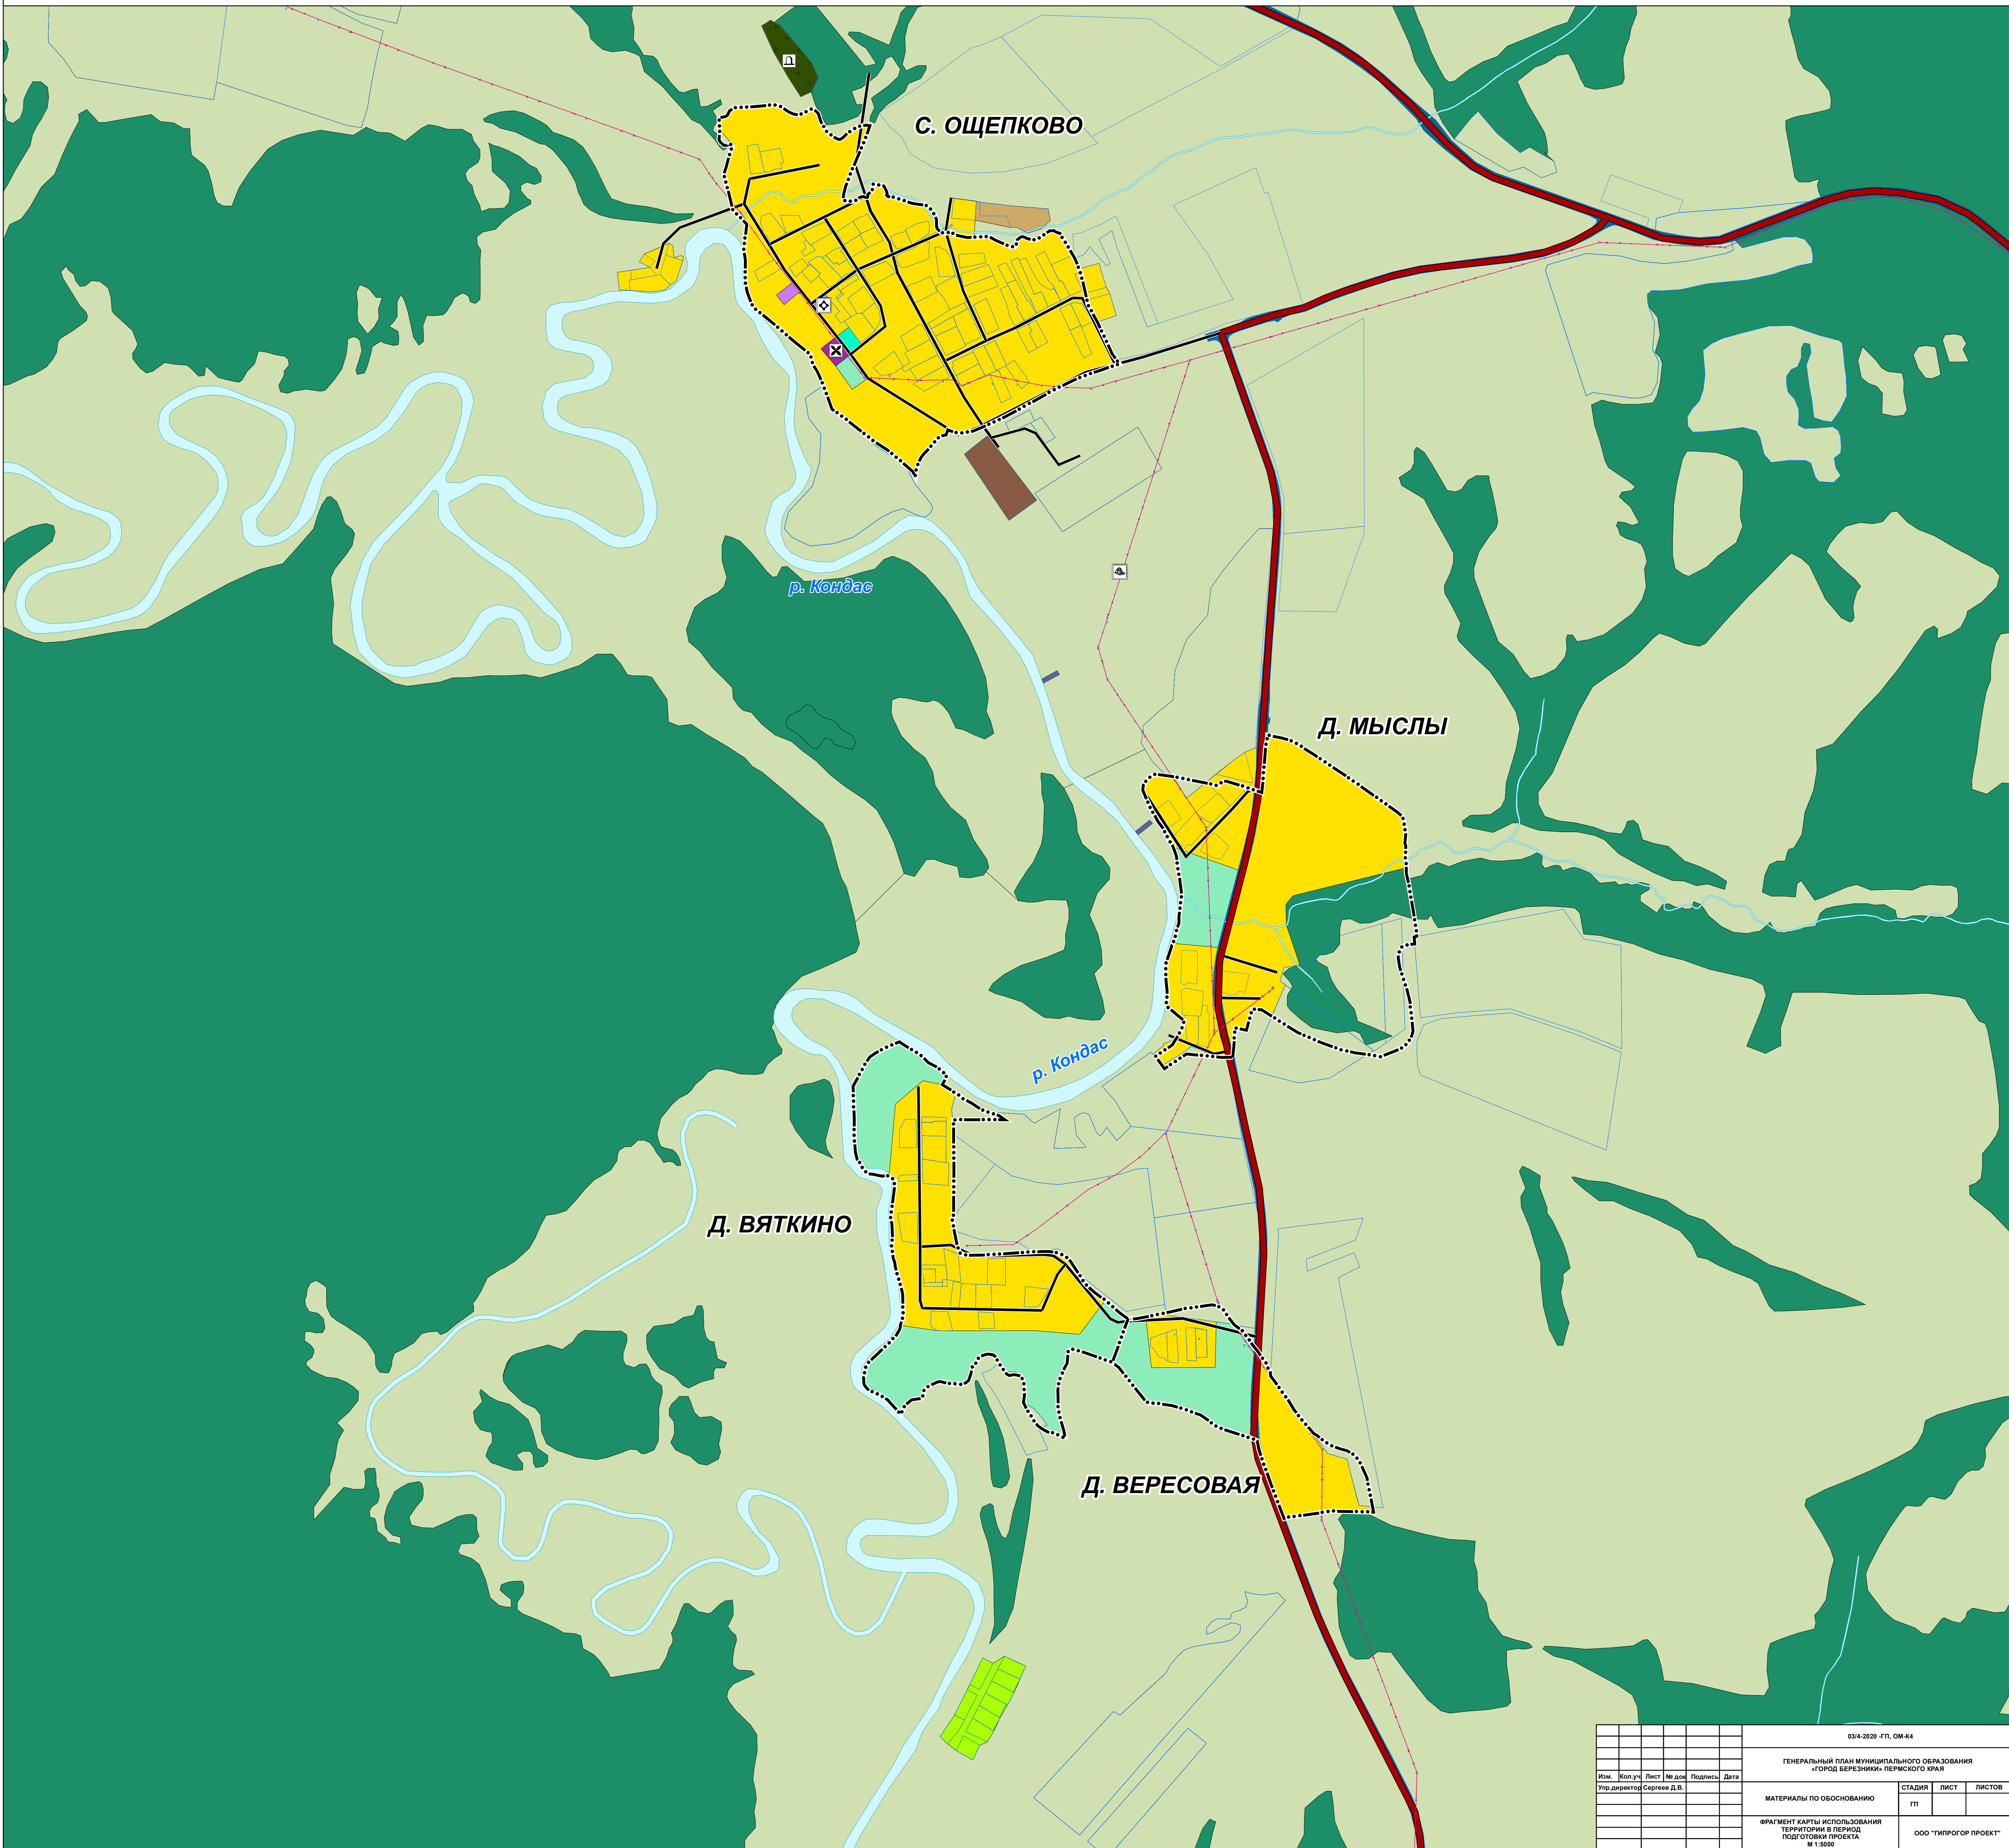 С. ОЩЕПКОВО
р. Кондас
Д. МЫСЛЫ
р. Кондас
Д. ВЯТКИНО
Д. ВЕРЕСОВАЯ
03/4-2020 -ГП, ОМ-К4
ГЕНЕРАЛЬНЫЙ ПЛАН МУНИЦИПАЛЬНОГО ОБРАЗОВАНИЯ
«ГОРОД БЕРЕЗНИКИ» ПЕРМСКОГО КРАЯ
Изм. Кол.уч Лист № док Подпись Дата
Упр.директор Сергеев Д.В.
МАТЕРИАЛЫ ПО ОБОСНОВАНИЮ
СТАДИЯ ЛИСТ ЛИСТОВ
ГП
ФРАГМЕНТ КАРТЫ ИСПОЛЬЗОВАНИЯ
ТЕРРИТОРИИ В ПЕРИОД
ПОДГОТОВКИ ПРОЕКТА
М 1:5000
ООО "ГИПРОГОР ПРОЕКТ"